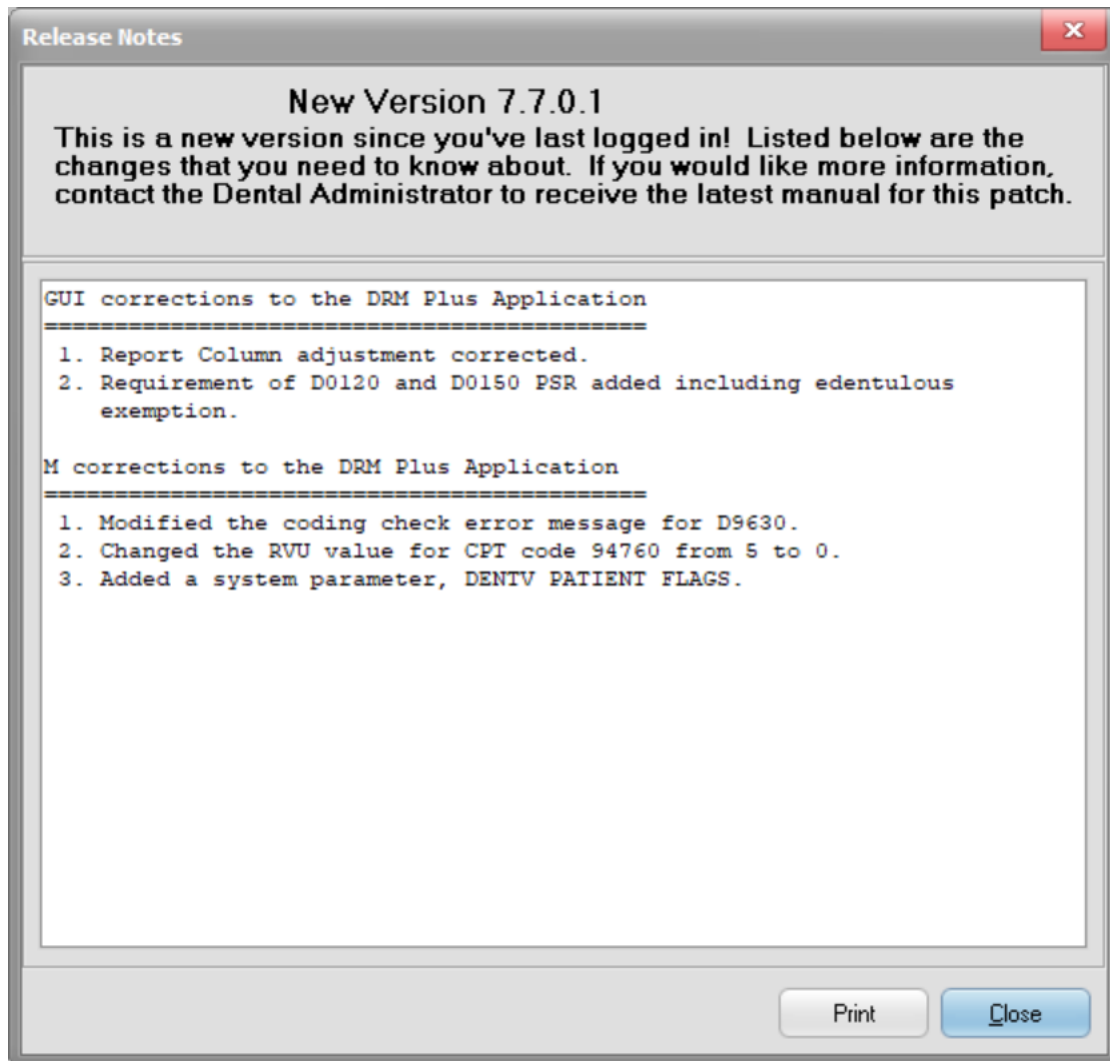 Release Notes
New Version 7.7.0.1
This is a new version since you've last logged in! Listed below are the
changes that you need to know about. If you would like more information,
contact the Dental Administrator to receive the latest manual for this patch.
GUI corrections to the DRM Plus Application
===========================================
1. Report Column adjustment corrected.
2. Requirement of D0120 and D0150 PSR added including edentulous
exemption.
M corrections to the DRM Plus Application
===========================================
1. Modified the coding check error message for D9630.
2. Changed the RVU value for CPT code 94760 from 5 to 0.
3. Added a system parameter, DENTV PATIENT FLAGS.
Print
Close